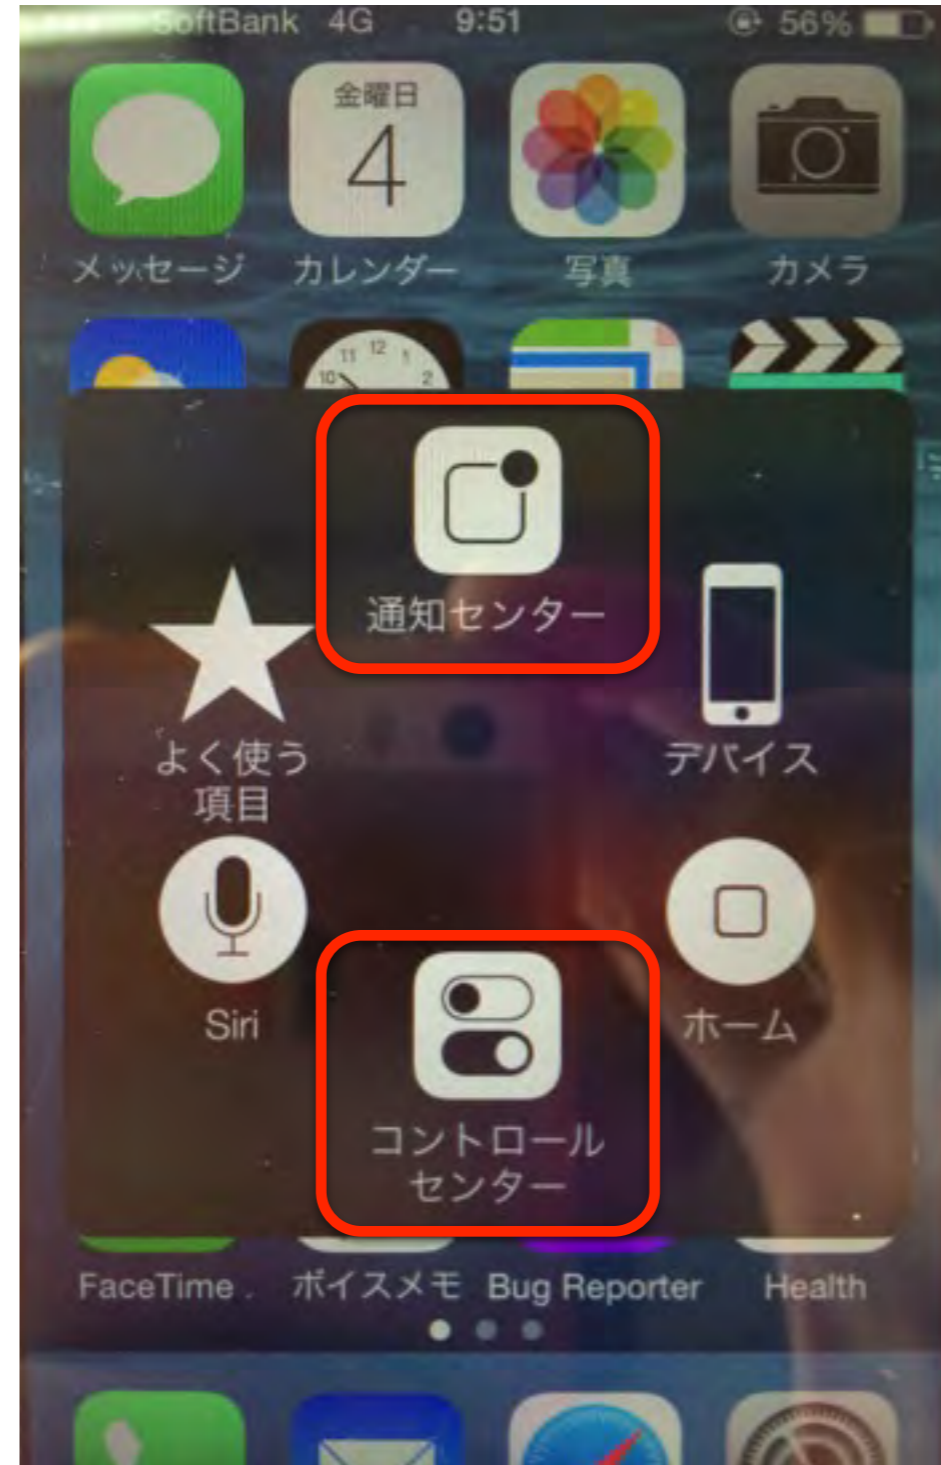 SoftBank 4G 9:51 56%
金曜日
4
メッセージ カレンダー 写真 カメラ
11 12 1
10 2
通知センター
よく使う
項目
デバイス
Siri
ホーム
コントロール
センター
FaceTime ボイスメモ Bug Reporter Health